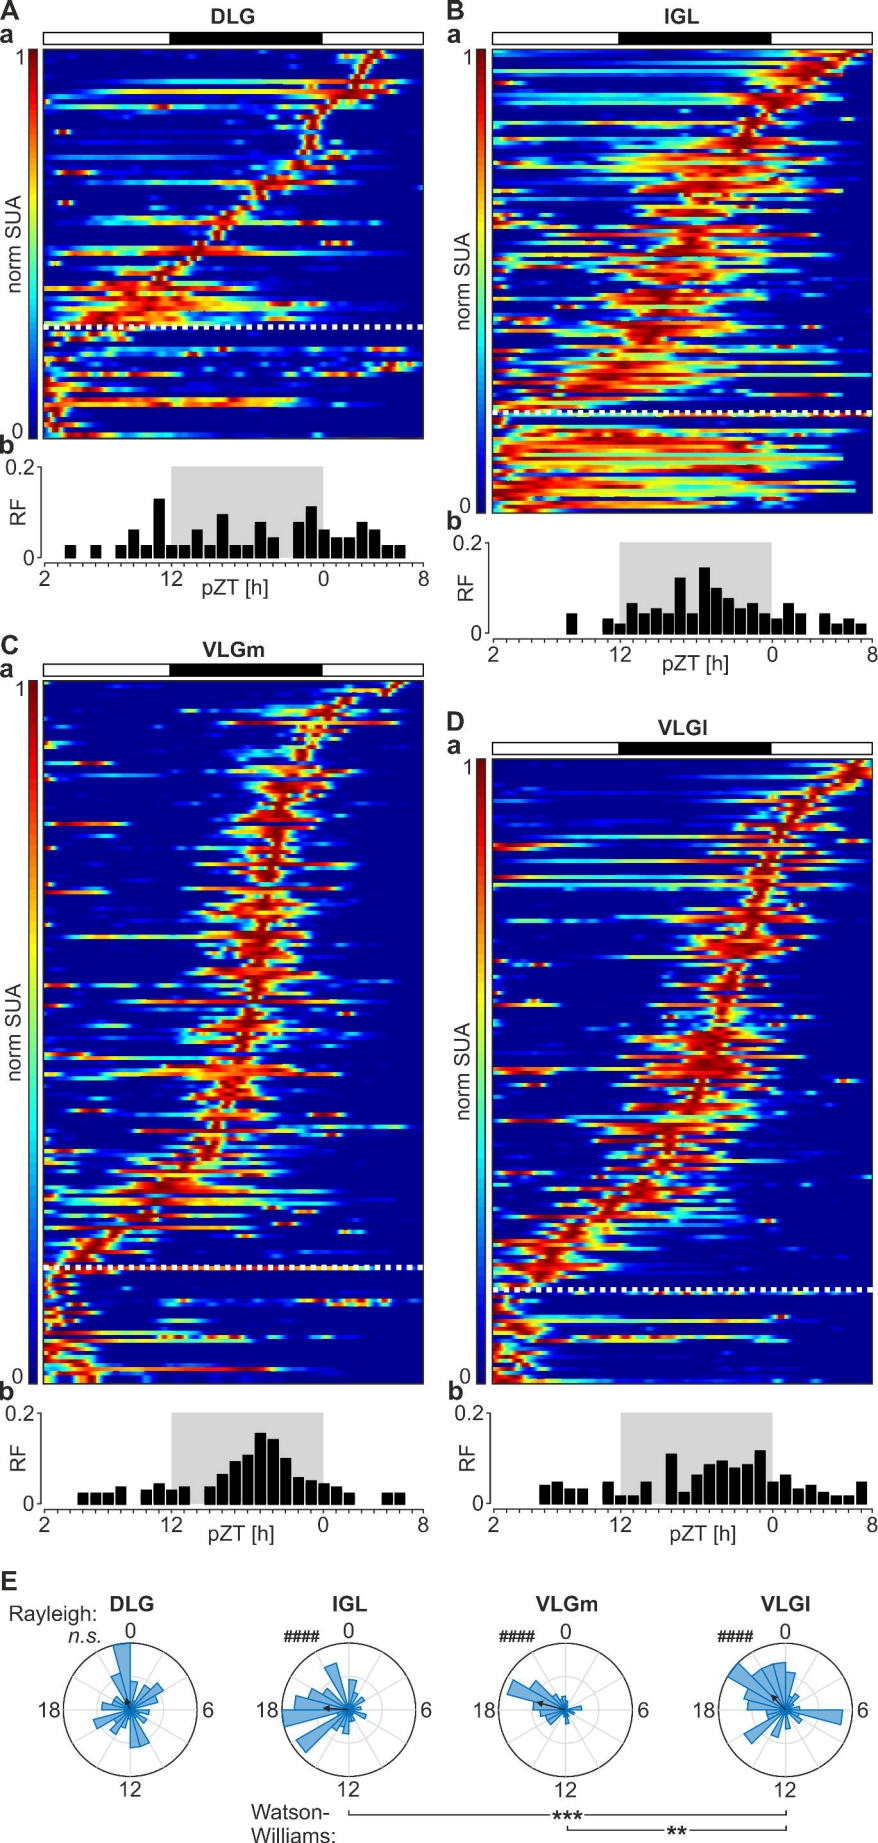 A
DLG
a
1
norm SUA
0
b
0.2
RF
0
2 12 0 8
pZT [h]
B
IGL
a
1
norm SUA
0
b
0.2
RF
0
2 12 0 8
pZT [h]
C
VLGm
a
1
norm SUA
0
b
0.2
RF
0
2 12 0 8
pZT [h]
D
VLGl
a
1
norm SUA
0
b
0.2
RF
0
2 12 0 8
pZT [h]
E
Rayleigh:
DLG
n.s.
0
18 6
12
IGL
####
0
18 6
12
VLGm
####
0
18 6
12
VLGl
####
0
18 6
12
Watson-
Williams:
***
**